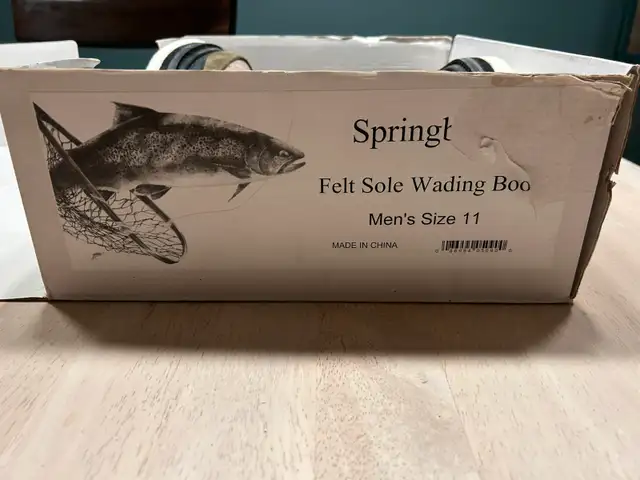 Springb
Felt Sole Wading Boo
Men's Size 11
MADE IN CHINA